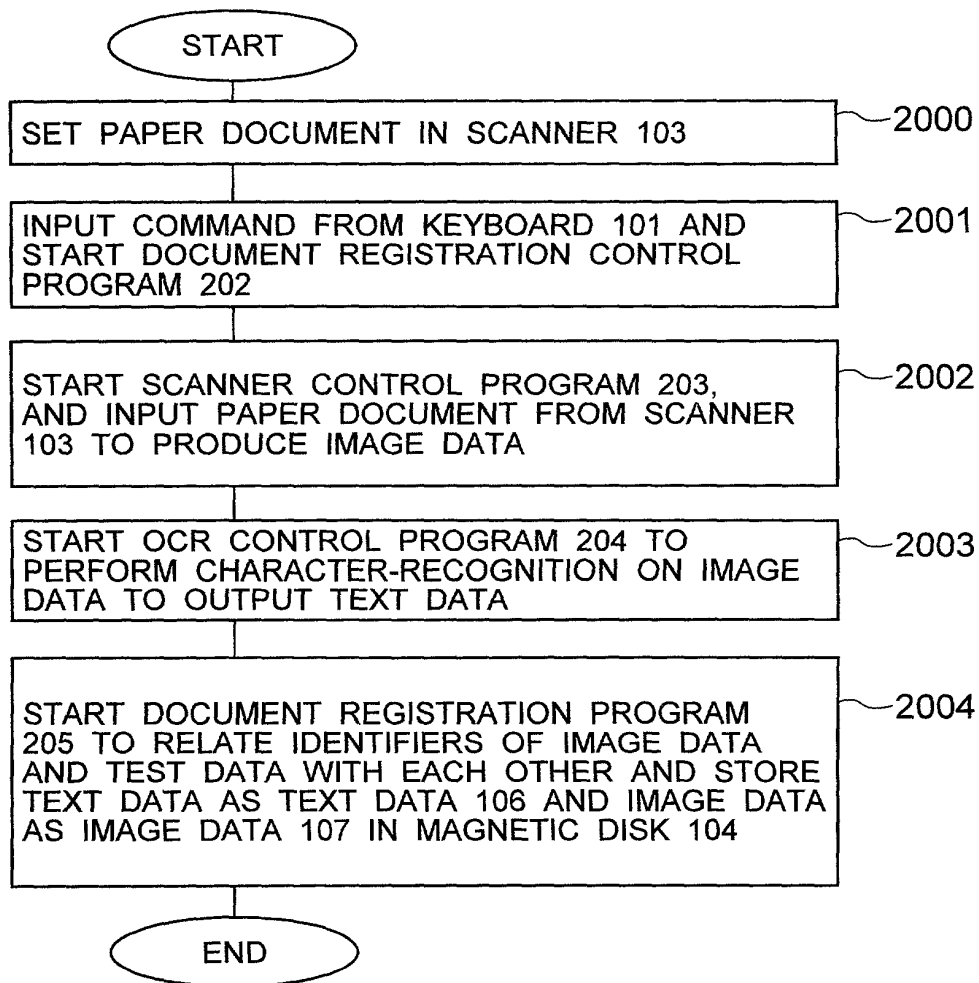 START
SET PAPER DOCUMENT IN SCANNER 103
2000
INPUT COMMAND FROM KEYBOARD 101 AND
START DOCUMENT REGISTRATION CONTROL
PROGRAM 202
2001
START SCANNER CONTROL PROGRAM 203,
AND INPUT PAPER DOCUMENT FROM SCANNER
103 TO PRODUCE IMAGE DATA
2002
START OCR CONTROL PROGRAM 204 TO
PERFORM CHARACTER-RECOGNITION ON IMAGE
DATA TO OUTPUT TEXT DATA
2003
START DOCUMENT REGISTRATION PROGRAM
205 TO RELATE IDENTIFIERS OF IMAGE DATA
AND TEST DATA WITH EACH OTHER AND STORE
TEXT DATA AS TEXT DATA 106 AND IMAGE DATA
AS IMAGE DATA 107 IN MAGNETIC DISK 104
2004
END